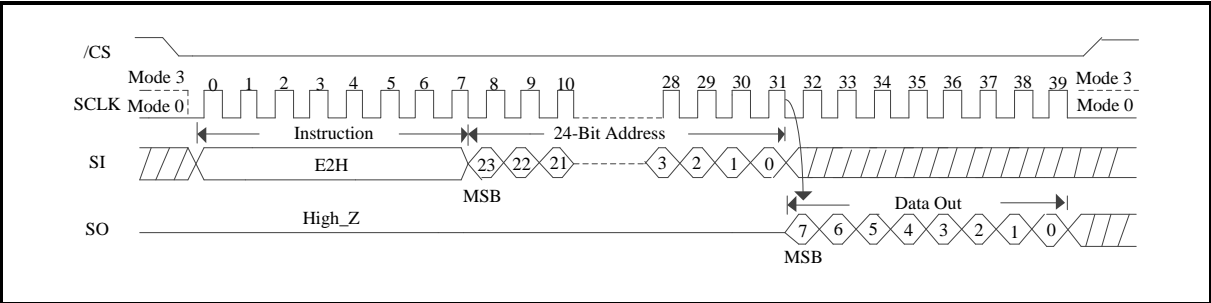 /CS
Mode 3 0 1 2 3 4 5 6 7 8 9 10 28 29 30 31 32 33 34 35 36 37 38 39 Mode 3
SCLK Mode 0 Mode 0
Instruction 24-Bit Address
SI E2H 23 22 21 3 2 1 0
MSB
High_Z Data Out
SO 7 6 5 4 3 2 1 0
MSB